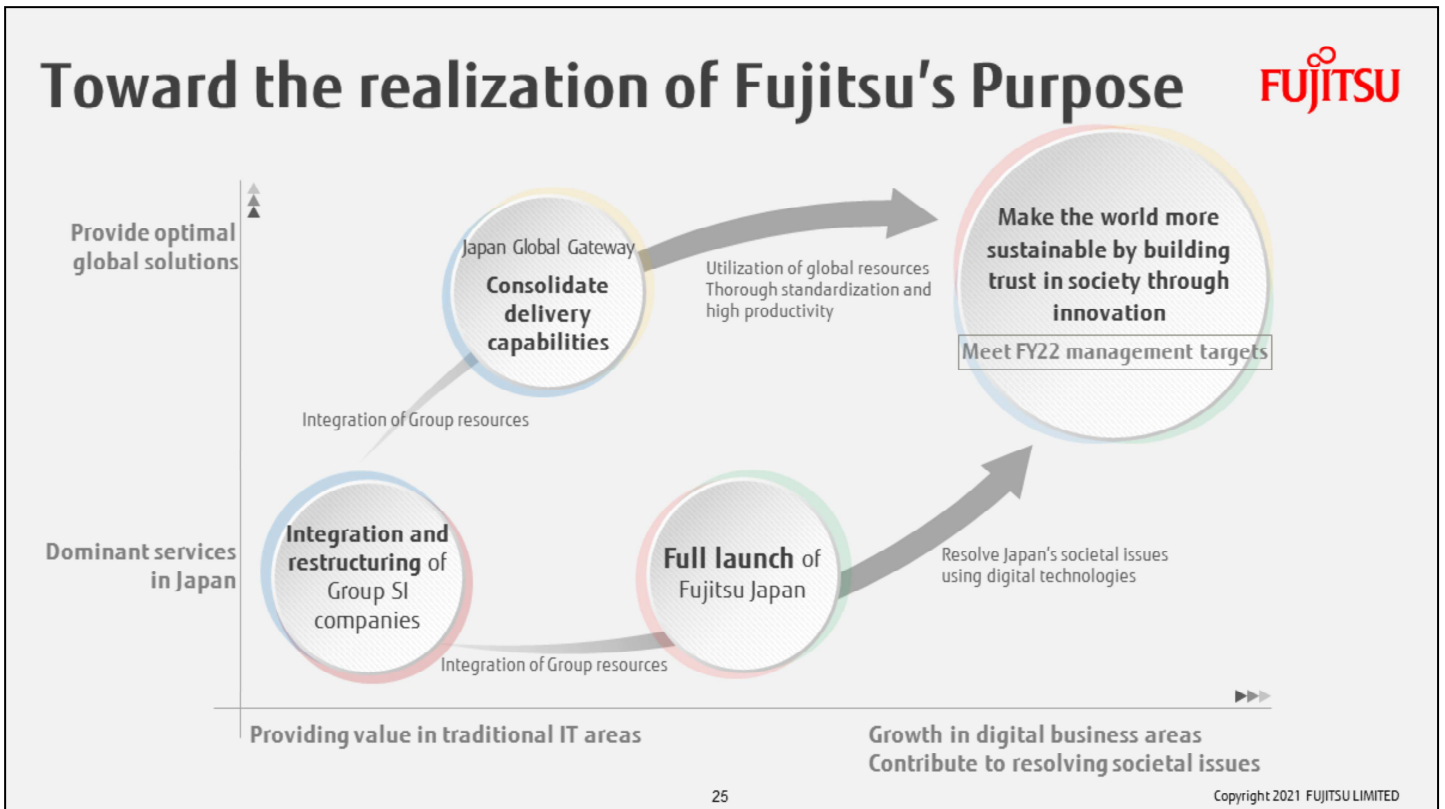 Toward the realization of Fujitsu's Purpose
FUJITSU
Provide optimal
global solutions
Japan Global Gateway
Consolidate
delivery
capabilities
Utilization of global resources
Thorough standardization and
high productivity
Make the world more
sustainable by building
trust in society through
innovation
Meet FY22 management targets
Integration of Group resources
Dominant services
in Japan
Integration and
restructuring of
Group SI
companies
Integration of Group resources
Full launch of
Fujitsu Japan
Resolve Japan's societal issues
using digital technologies
Providing value in traditional IT areas
Growth in digital business areas
Contribute to resolving societal issues
25
Copyright 2021 FUJITSU LIMITED